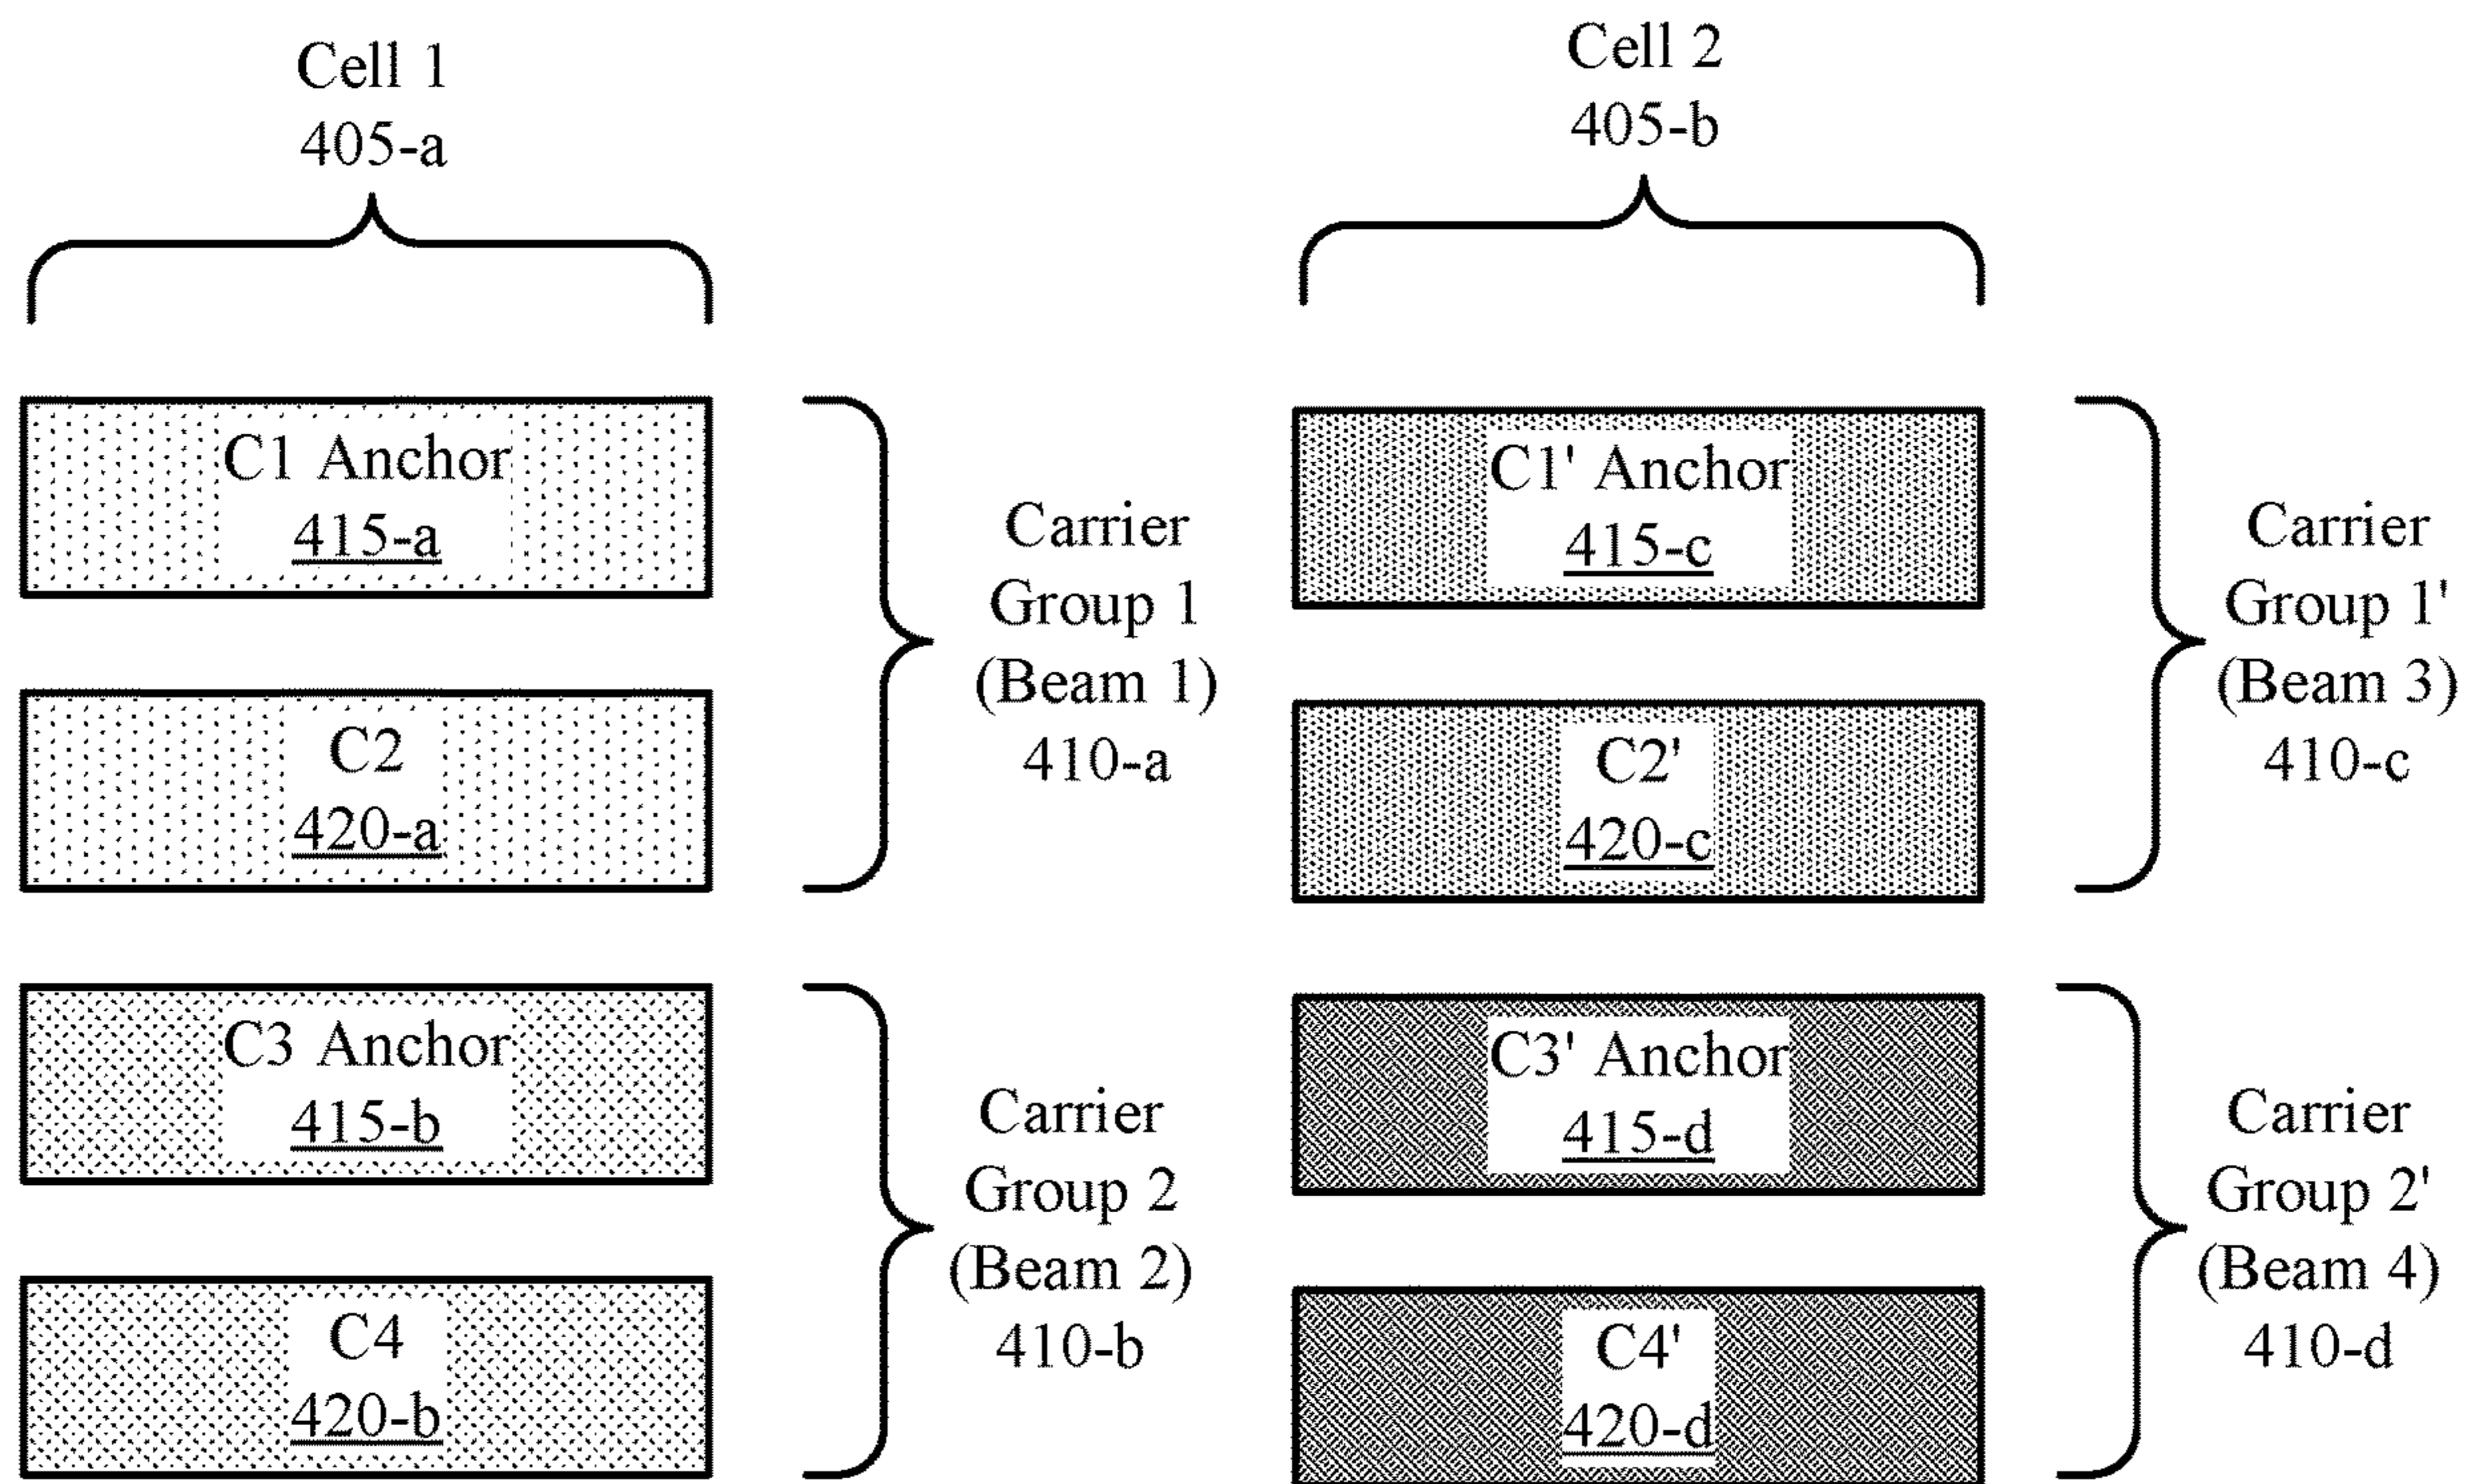 Cell 1
405-a
Cell 2
405-b
C1 Anchor
415-a
C2
420-a
Carrier
Group 1
(Beam 1)
410-a
C3 Anchor
415-b
C4
420-b
Carrier
Group 2
(Beam 2)
410-b
C1' Anchor
415-c
C2'
420-c
Carrier
Group 1'
(Beam 3)
410-c
C3' Anchor
415-d
C4'
420-d
Carrier
Group 2'
(Beam 4)
410-d